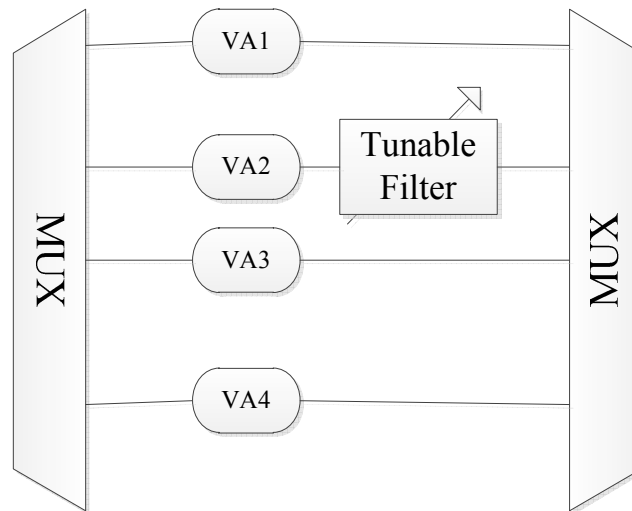 VA1
Tunable
Filter
VA2
MUX
MUX
VA3
VA4